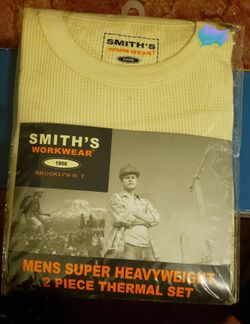 SMITH'S
WORKWEAR
1906
SMITH'S
WORKWEAR
1906
BROOKLYN N.Y.
MENS SUPER HEAVYWEIGHT
2 PIECE THERMAL SET